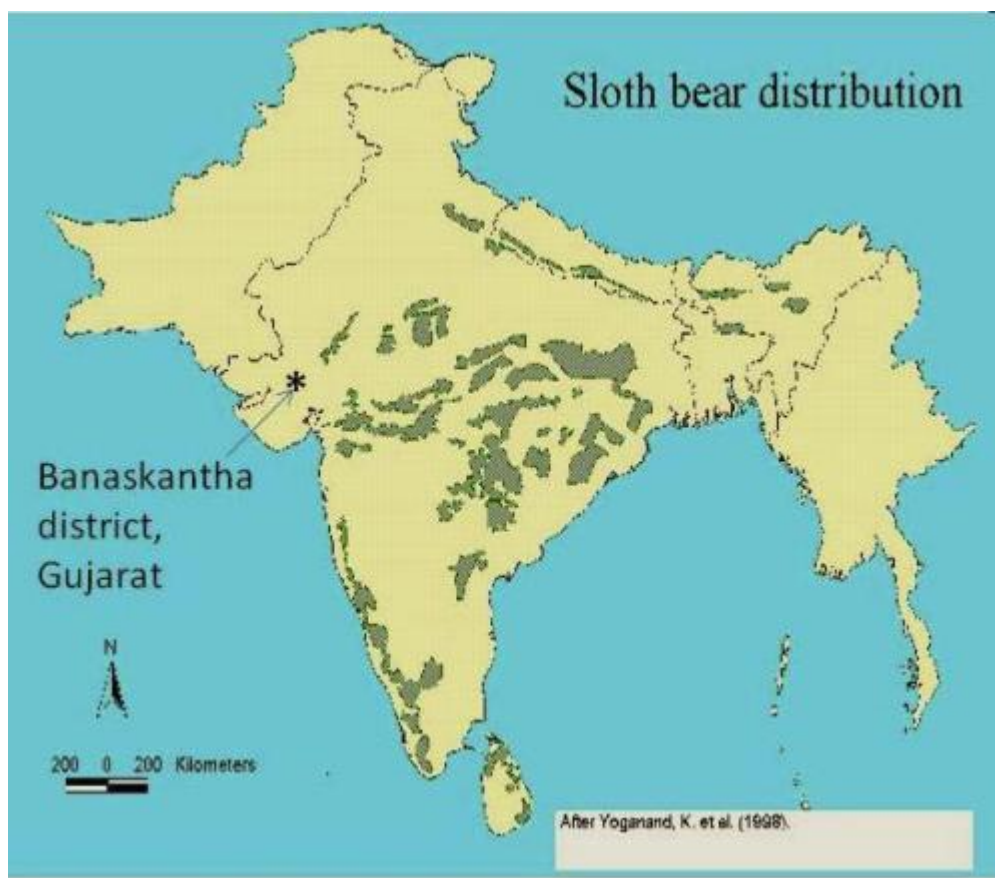 Sloth bear distribution
*
Banaskantha
district,
Gujarat
N
200 0 200 Kilometers
After Yoganand, K. et al. (1998).